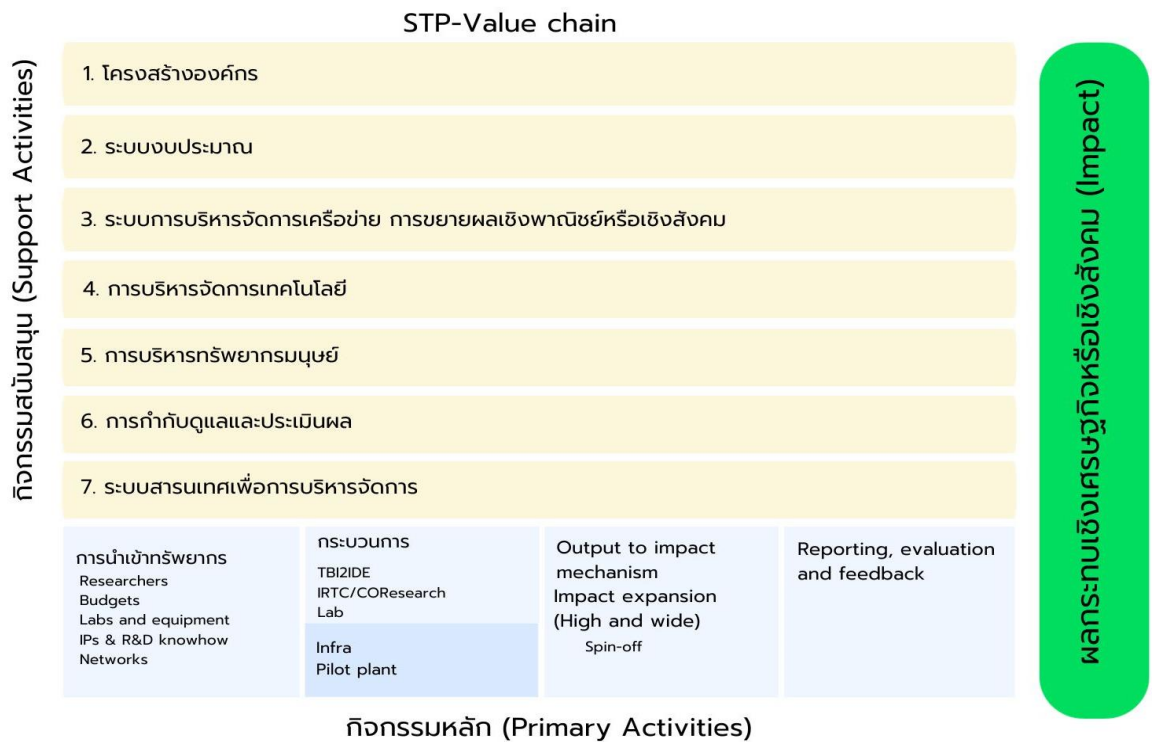 STP-Value chain
กิจกรรมสนับสนุน (Support Activities)
1. โครงสร้างองค์กร
2. ระบบงบประมาณ
3. ระบบการบริหารจัดการเครือข่าย การขยายผลเชิงพาณิชย์หรือเชิงสังคม
4. การบริหารจัดการเทคโนโลยี
5. การบริหารทรัพยากรมนุษย์
6. การกำกับดูแลและประเมินผล
7. ระบบสารนเทศเพื่อการบริหารจัดการ
การนำเข้าทรัพยากร
Researchers
Budgets
Labs and equipment
IPs & R&D knowhow
Networks
กระบวนการ
TBI2IDE
IRTC/COResearch
Lab
Infra
Pilot plant
Output to impact
mechanism
Impact expansion
(High and wide)
Spin-off
Reporting, evaluation
and feedback
กิจกรรมหลัก (Primary Activities)
ผลกระทบเชิงเศรษฐกิจหรือเชิงสังคม (Impact)